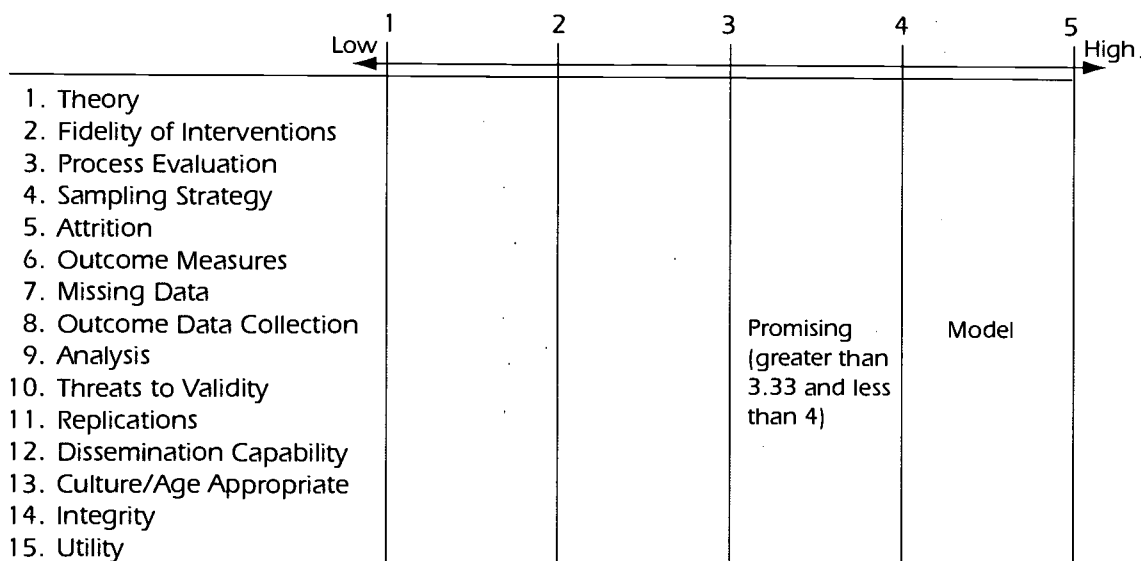 1 2 3 4 5
Low High
1. Theory
2. Fidelity of Interventions
3. Process Evaluation
4. Sampling Strategy
5. Attrition
6. Outcome Measures
7. Missing Data
8. Outcome Data Collection
9. Analysis
10. Threats to Validity
11. Replications
12. Dissemination Capability
13. Culture/Age Appropriate
14. Integrity
15. Utility
Promising
(greater than
3.33 and less
than 4)
Model